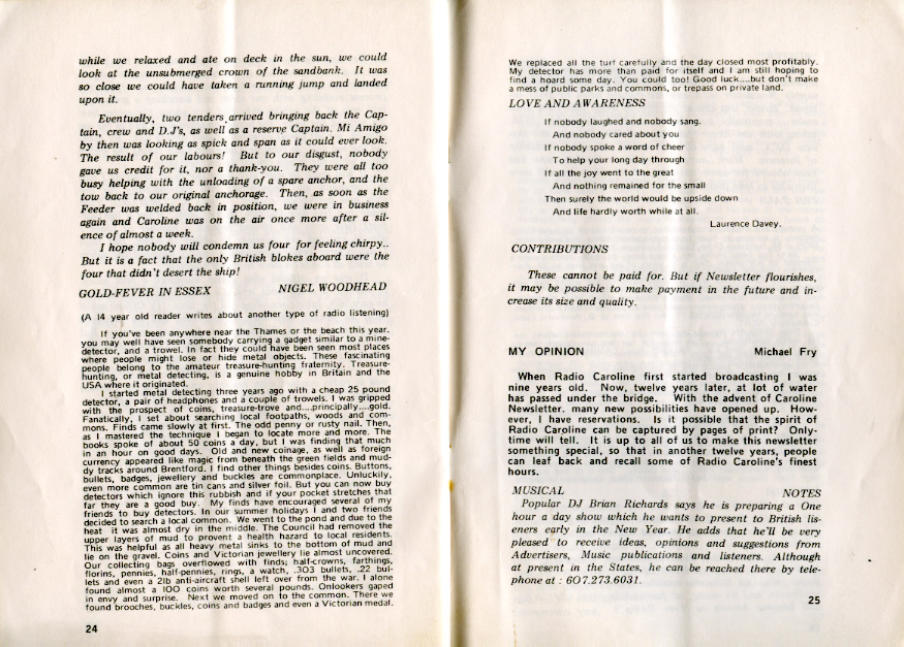 while we relaxed and ate on deck in the sun, we could
look at the unsubmerged crown of the sandbank. It was
so close we could have taken a running jump and landed
upon it.
Eventually, two tenders arrived bringing back the Cap-
tain, crew and D.J's, as well as a reserve Captain. Mi Amigo
by then was looking as spick and span as it could ever look.
The result of our labours! But to our disgust, nobody
gave us credit for it, nor a thank-you. They were all too
busy helping with the unloading of a spare anchor, and the
tow back to our original anchorage. Then, as soon as the
Feeder was welded back in position, we were in business
again and Caroline was on the air once more after a sil-
ence of almost a week.
I hope nobody will condemn us four for feeling chirpy..
But it is a fact that the only British blokes aboard were the
four that didn't desert the ship!
GOLD-FEVER IN ESSEX NIGEL WOODHEAD
(A 14 year old reader writes about another type of radio listening)
If you've been anywhere near the Thames or the beach this year.
you may well have seen somebody carrying a gadget similar to a mine-
detector, and a trowel. In fact they could have been seen most places
where people might lose or hide metal objects. These fascinating
people belong to the amateur treasure-hunting fraternity. Treasure-
hunting, or metal detecting, is a genuine hobby in Britain and the
USA where it originated.
I started metal detecting three years ago with a cheap 25 pound
detector, a pair of headphones and a couple of trowels. I was gripped
with the prospect of coins, treasure-trove and....principally....gold.
Fanatically, I set about searching local footpaths, woods and com-
mons. Finds came slowly at first. The odd penny or rusty nail. Then,
as I mastered the technique I began to locate more and more. The
books spoke of about 50 coins a day, but I was finding that much
in an hour on good days. Old and new coinage, as well as foreign
currency appeared like magic from beneath the green fields and mud-
dy tracks around Brentford. I find other things besides coins. Buttons,
bullets, badges, jewellery and buckles are commonplace. Unluckily,
even more common are tin cans and silver foil. But you can now buy
detectors which ignore this rubbish and if your pocket stretches that
far they are a good buy. My finds have encouraged several of my
friends to buy detectors. In our summer holidays I and two friends
decided to search a local common. We went to the pond and due to the
heat it was almost dry in the middle. The Council had removed the
upper layers of mud to prevent a health hazard to local residents.
This was helpful as all heavy metal sinks to the bottom of mud and
lie on the gravel. Coins and Victorian jewellery lie almost uncovered.
Our collecting bags overflowed with finds; half-crowns, farthings,
florins, pennies, half-pennies, rings, a watch, .303 bullets, .22 bul-
lets and even a 2lb anti-aircraft shell left over from the war. I alone
found almost a 100 coins worth several pounds. Onlookers gaped
in envy and surprise. Next we moved on to the common. There we
found brooches, buckles, coins and badges and even a Victorian medal.
24
We replaced all the turf carefully and the day closed most profitably.
My detector has more than paid for itself and I am still hoping to
find a hoard some day. You could too! Good luck....but don't make
a mess of public parks and commons, or trepass on private land.
LOVE AND AWARENESS
If nobody laughed and nobody sang.
And nobody cared about you
If nobody spoke a word of cheer
To help your long day through
If all the joy went to the great
And nothing remained for the small
Then surely the world would be upside down
And life hardly worth while at all.
Laurence Davey.
CONTRIBUTIONS
These cannot be paid for. But if Newsletter flourishes,
it may be possible to make payment in the future and in-
crease its size and quality.
MY OPINION Michael Fry
When Radio Caroline first started broadcasting I was
nine years old. Now, twelve years later, at lot of water
has passed under the bridge. With the advent of Caroline
Newsletter. many new possibilities have opened up. How-
ever, I have reservations. Is it possible that the spirit of
Radio Caroline can be captured by pages of print? Only-
time will tell. It is up to all of us to make this newsletter
something special, so that in another twelve years, people
can leaf back and recall some of Radio Caroline's finest
hours.
MUSICAL NOTES
Popular DJ Brian Richards says he is preparing a One
hour a day show which he wants to present to British lis-
eners early in the New Year. He adds that he'll be very
pleased to receive ideas, opinions and suggestions from
Advertisers, Music publications and listeners. Although
at present in the States, he can be reached there by tele-
phone at : 607.273.6031.
25